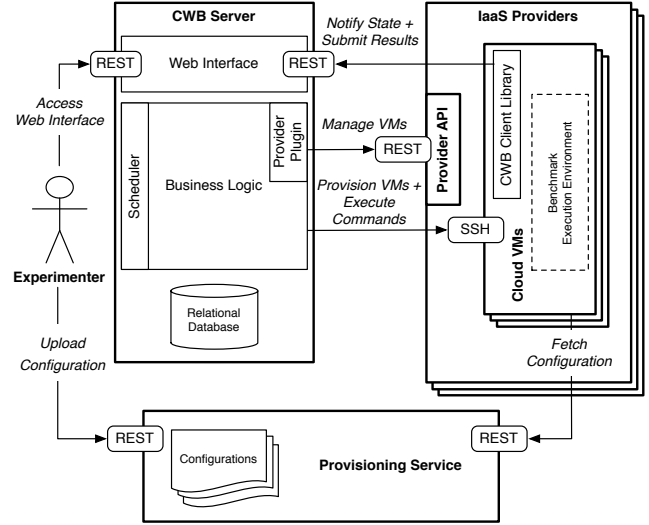 CWB Server
IaaS Providers
Notify State +
Submit Results
REST
Web Interface
REST
Access
Web Interface
CWB Client Library
Benchmark
Execution Environment
Cloud VMs
Provider API
Scheduler
Business Logic
Provider
Plugin
Manage VMs
REST
Provision VMs +
Execute
Commands
SSH
Experimenter
Relational
Database
Upload
Configuration
Fetch
Configuration
REST
Configurations
Provisioning Service
REST